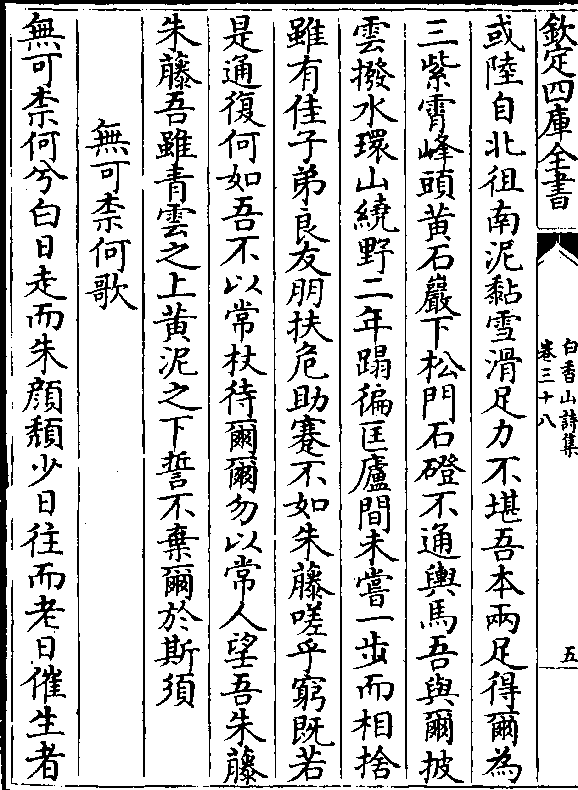 欽定四庫全書
白香山詩集
卷三十八
五
或陸自北徂南泥黏雪滑足力不堪吾本兩足得爾為
三紫霄峰頭黃石巖下松門石磴不通輿馬吾與爾披
雲撥水環山繞野二年蹋徧匡廬間未嘗一步而相捨
雖有佳子弟良友朋扶危助蹇不如朱藤嗟乎窮既若
是通復何如吾不以常杖待爾爾勿以常人望吾朱藤
朱藤吾雖青雲之上黃泥之下誓不棄爾於斯須
無可柰何歌
無可柰何兮白日走而朱顔頽少日往而老日催生者